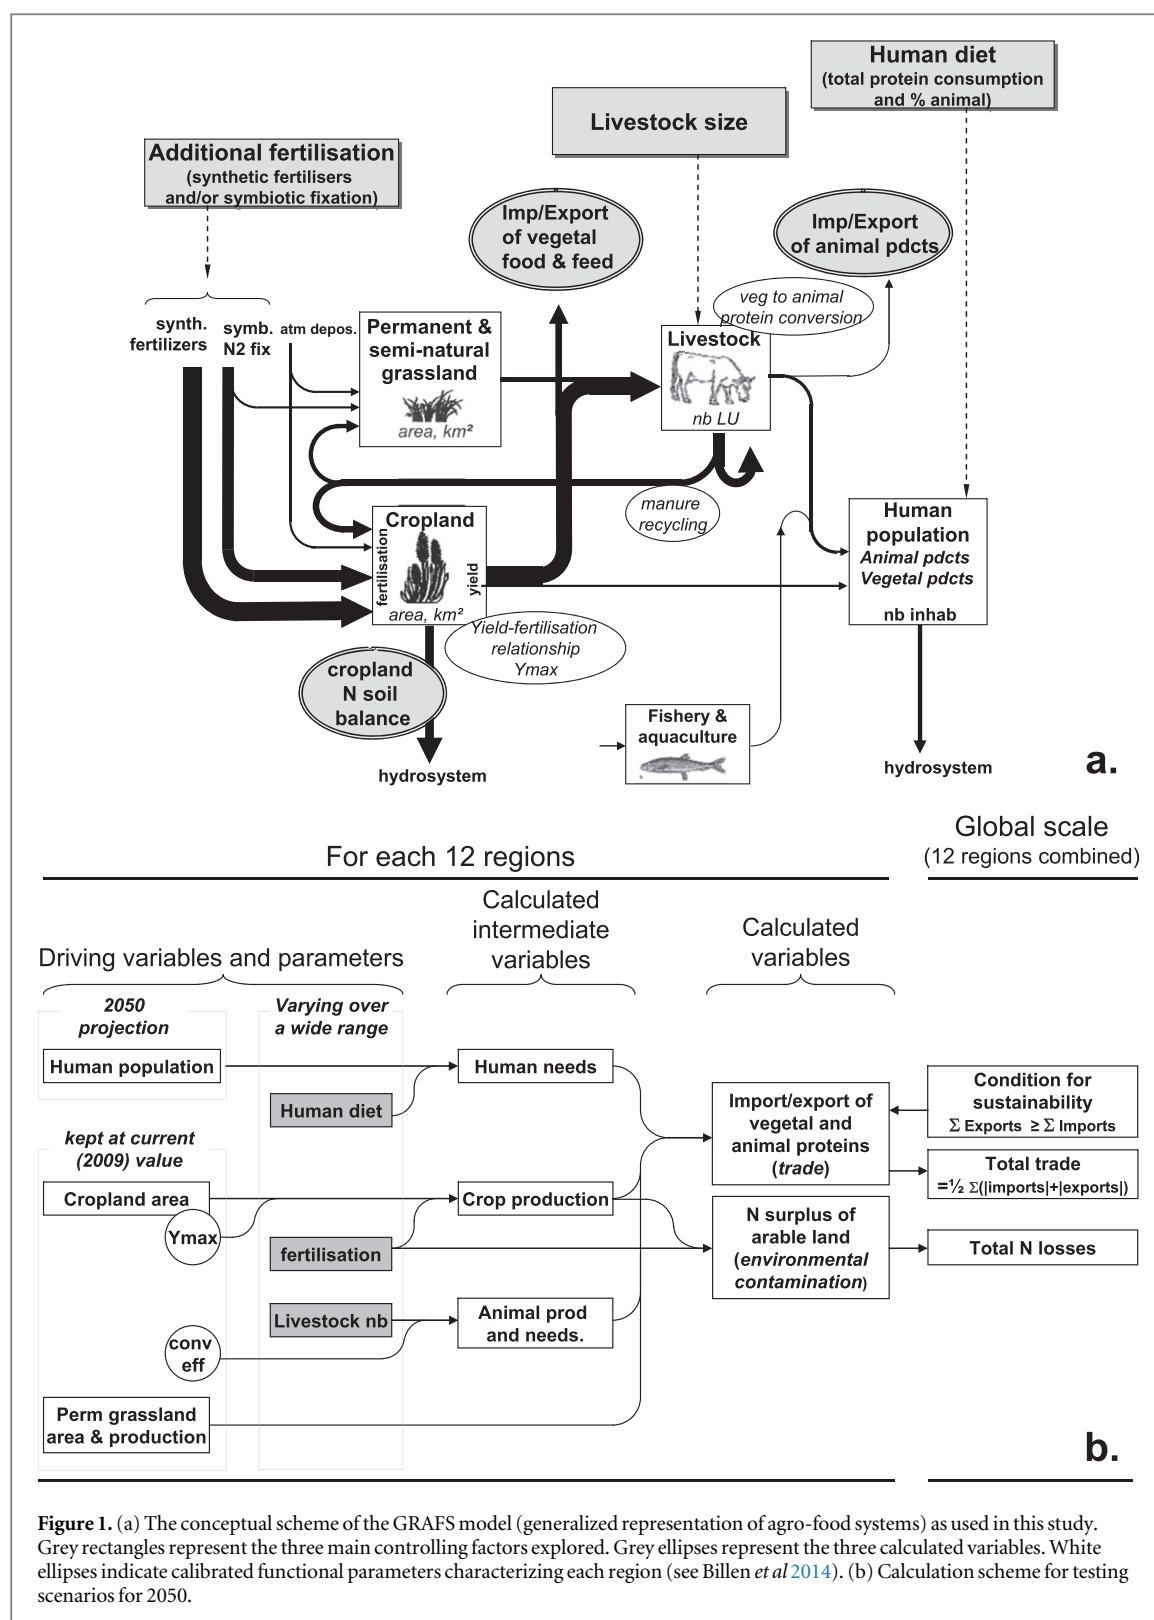 Human diet
(total protein consumption
and % animal)
Livestock size
Additional fertilisation
(synthetic fertilisers
and/or symbiotic fixation)
Imp/Export
of vegetal
food & feed
Imp/Export
of animal pdcts
veg to animal
protein conversion
synth.
fertilizers
symb.
N2 fix
atm depos.
Permanent &
semi-natural
grassland
area, km²
Livestock
nb LU
manure
recycling
Cropland
fertilisation
yield
area, km²
Human
population
Animal pdcts
Vegetal pdcts
nb inhab
Yield-fertilisation
relationship
Ymax
cropland
N soil
balance
hydrosystem
Fishery &
aquaculture
hydrosystem
a.
For each 12 regions
Global scale
(12 regions combined)
Driving variables and parameters
Calculated
intermediate
variables
Calculated
variables
2050
projection
Varying over
a wide range
Human population
Human diet
Human needs
kept at current
(2009) value
Cropland area
Ymax
fertilisation
Crop production
Livestock nb
conv
eff
Animal prod
and needs.
Perm grassland
area & production
Import/export of
vegetal and
animal proteins
(trade)
N surplus of
arable land
(environmental
contamination)
Condition for
sustainability
Σ Exports ≥ Σ Imports
Total trade
=½ Σ(|imports|+|exports|)
Total N losses
b.
Figure 1. (a) The conceptual scheme of the GRAFS model (generalized representation of agro-food systems) as used in this study.
Grey rectangles represent the three main controlling factors explored. Grey ellipses represent the three calculated variables. White
ellipses indicate calibrated functional parameters characterizing each region (see Billen et al 2014). (b) Calculation scheme for testing
scenarios for 2050.